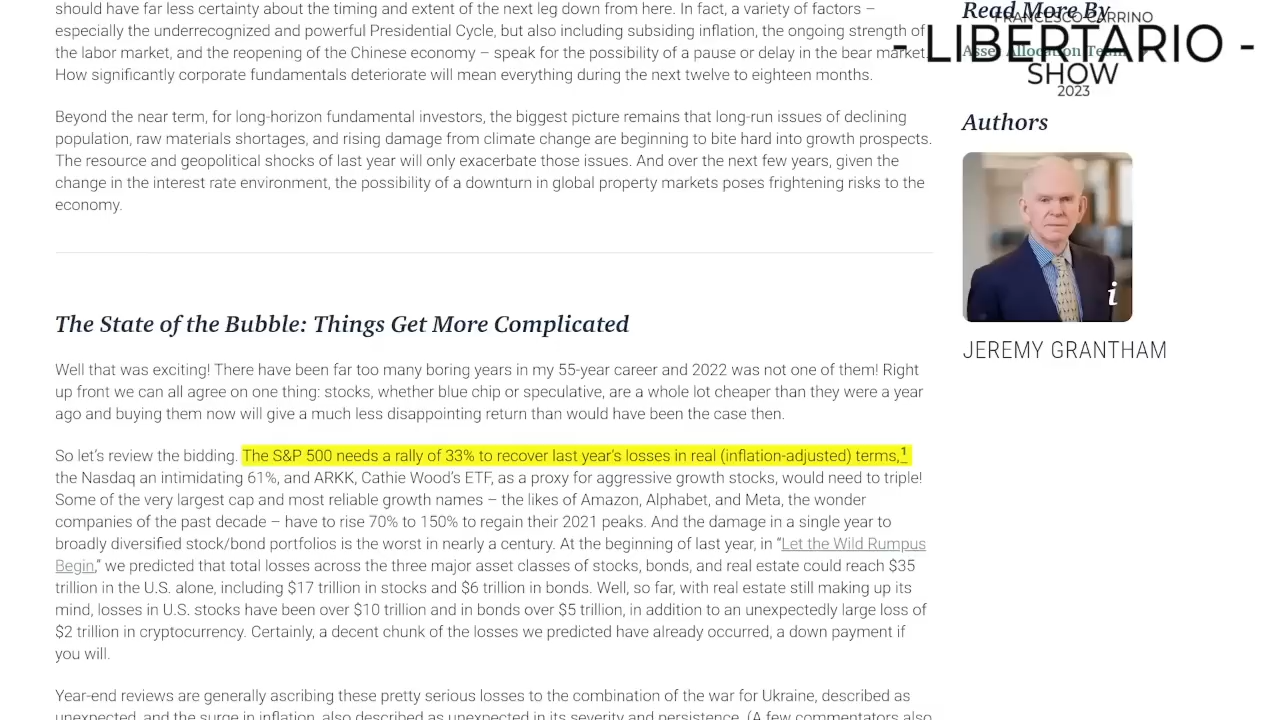 should have far less certainty about the timing and extent of the next leg down from here. In fact, a variety of factors –
especially the underrecognized and powerful Presidential Cycle, but also including subsiding inflation, the ongoing strength of
the labor market, and the reopening of the Chinese economy – speak for the possibility of a pause or delay in the bear market.
How significantly corporate fundamentals deteriorate will mean everything during the next twelve to eighteen months.
Beyond the near term, for long-horizon fundamental investors, the biggest picture remains that long-run issues of declining
population, raw materials shortages, and rising damage from climate change are beginning to bite hard into growth prospects.
The resource and geopolitical shocks of last year will only exacerbate those issues. And over the next few years, given the
change in the interest rate environment, the possibility of a downturn in global property markets poses frightening risks to the
economy.
The State of the Bubble: Things Get More Complicated
Well that was exciting! There have been far too many boring years in my 55-year career and 2022 was not one of them! Right
up front we can all agree on one thing: stocks, whether blue chip or speculative, are a whole lot cheaper than they were a year
ago and buying them now will give a much less disappointing return than would have been the case then.
So let's review the bidding. The S&P 500 needs a rally of 33% to recover last year's losses in real (inflation-adjusted) terms,1
the Nasdaq an intimidating 61%, and ARKK, Cathie Wood's ETF, as a proxy for aggressive growth stocks, would need to triple!
Some of the very largest cap and most reliable growth names – the likes of Amazon, Alphabet, and Meta, the wonder
companies of the past decade – have to rise 70% to 150% to regain their 2021 peaks. And the damage in a single year to
broadly diversified stock/bond portfolios is the worst in nearly a century. At the beginning of last year, in “Let the Wild Rumpus
Begin,” we predicted that total losses across the three major asset classes of stocks, bonds, and real estate could reach $35
trillion in the U.S. alone, including $17 trillion in stocks and $6 trillion in bonds. Well, so far, with real estate still making up its
mind, losses in U.S. stocks have been over $10 trillion and in bonds over $5 trillion, in addition to an unexpectedly large loss of
$2 trillion in cryptocurrency. Certainly, a decent chunk of the losses we predicted have already occurred, a down payment if
you will.
Year-end reviews are generally ascribing these pretty serious losses to the combination of the war for Ukraine, described as
unexpected, and the surge in inflation, also described as unexpected in its severity and persistence. (A few commentators also
Read More By
FRANCESCO CARRINO
Asset Allocation Team
- LIBERTARIO -
SHOW
2023
Authors
i
JEREMY GRANTHAM